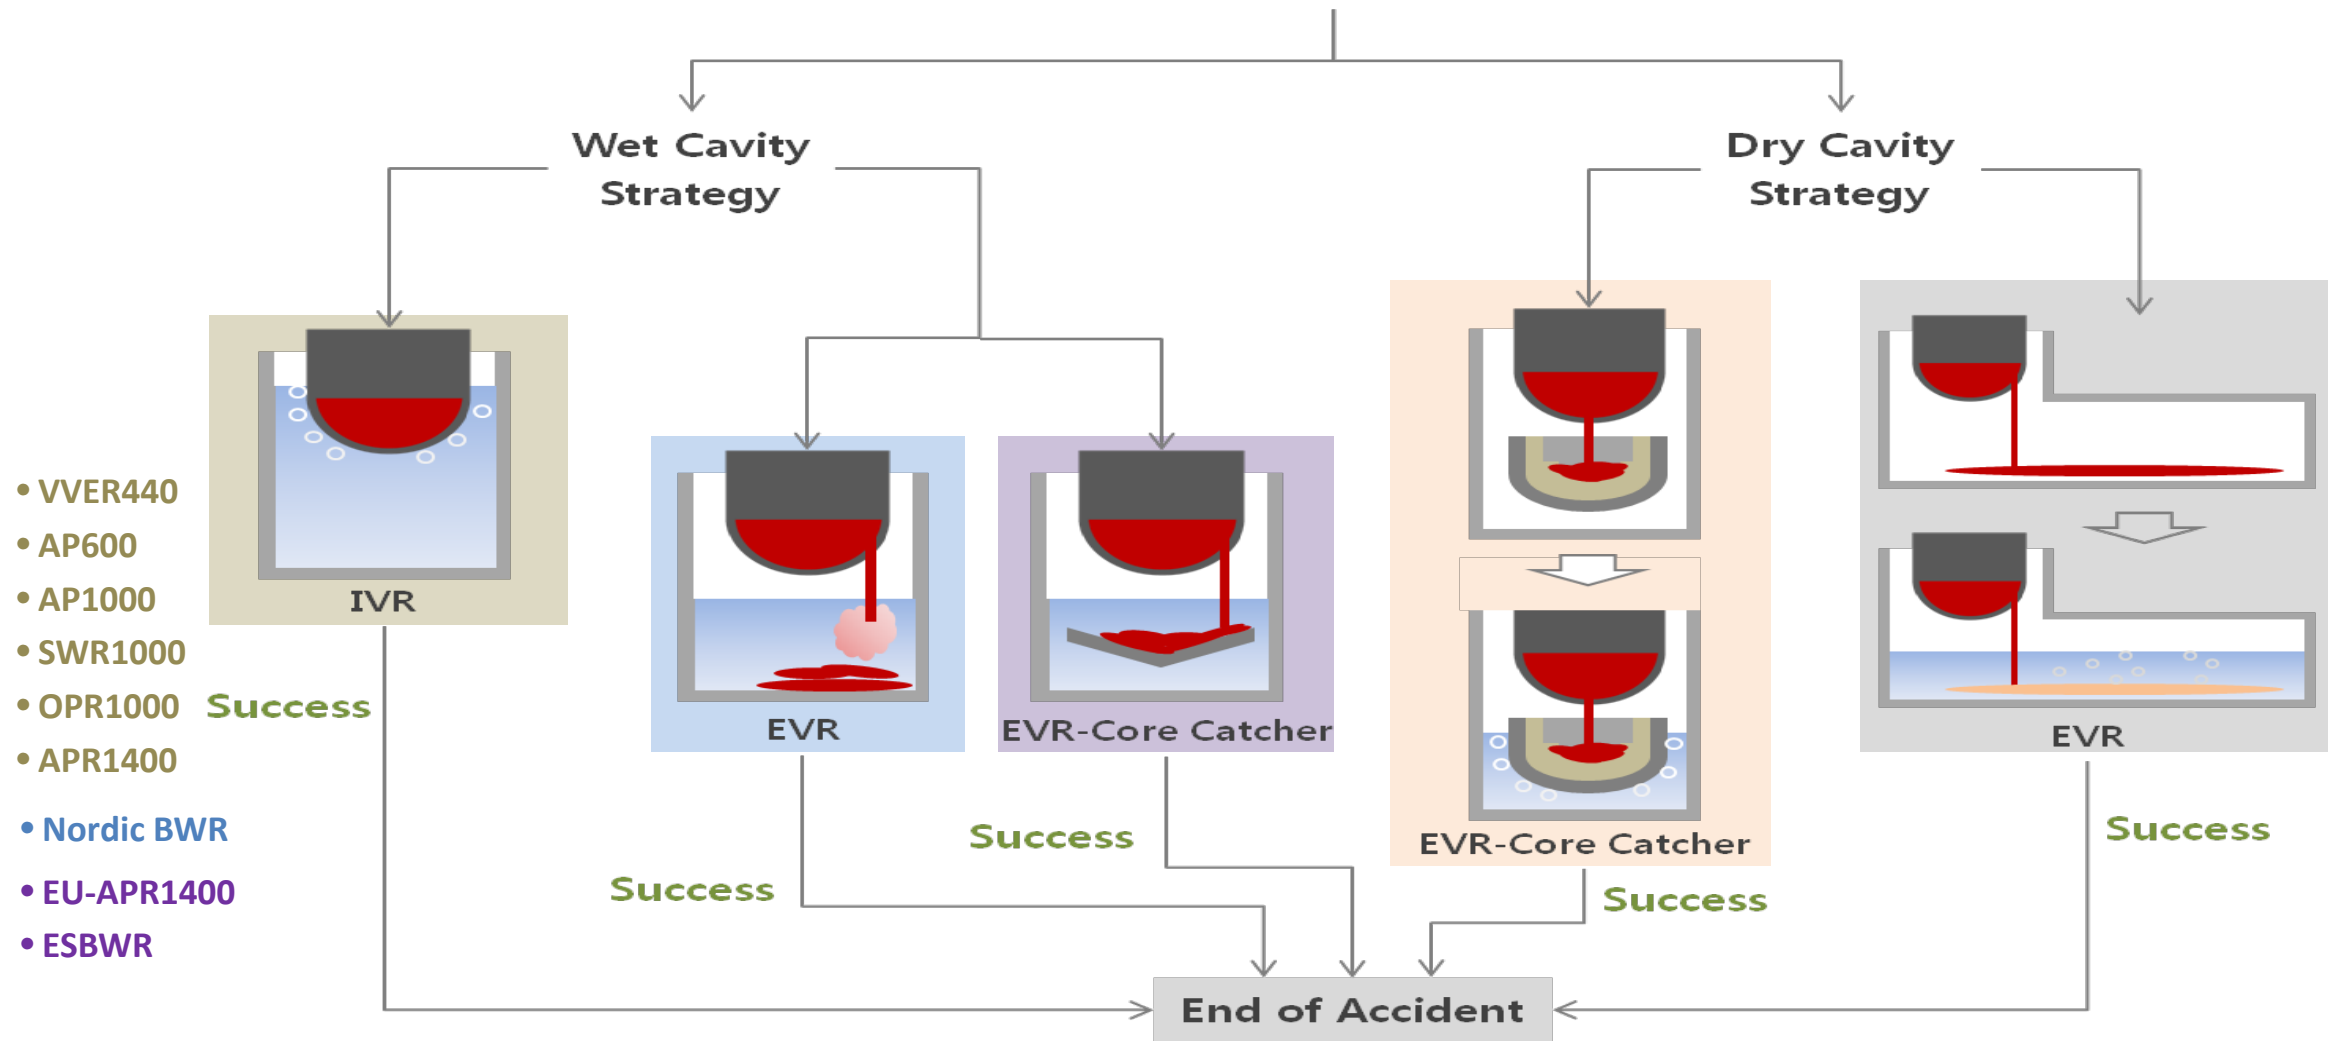 Wet Cavity
Strategy
Dry Cavity
Strategy
IVR
EVR
EVR-Core Catcher
EVR-Core Catcher
EVR
• VVER440
• AP600
• AP1000
• SWR1000
• OPR1000
• APR1400
• Nordic BWR
• EU-APR1400
• ESBWR
Success
Success
Success
Success
Success
End of Accident